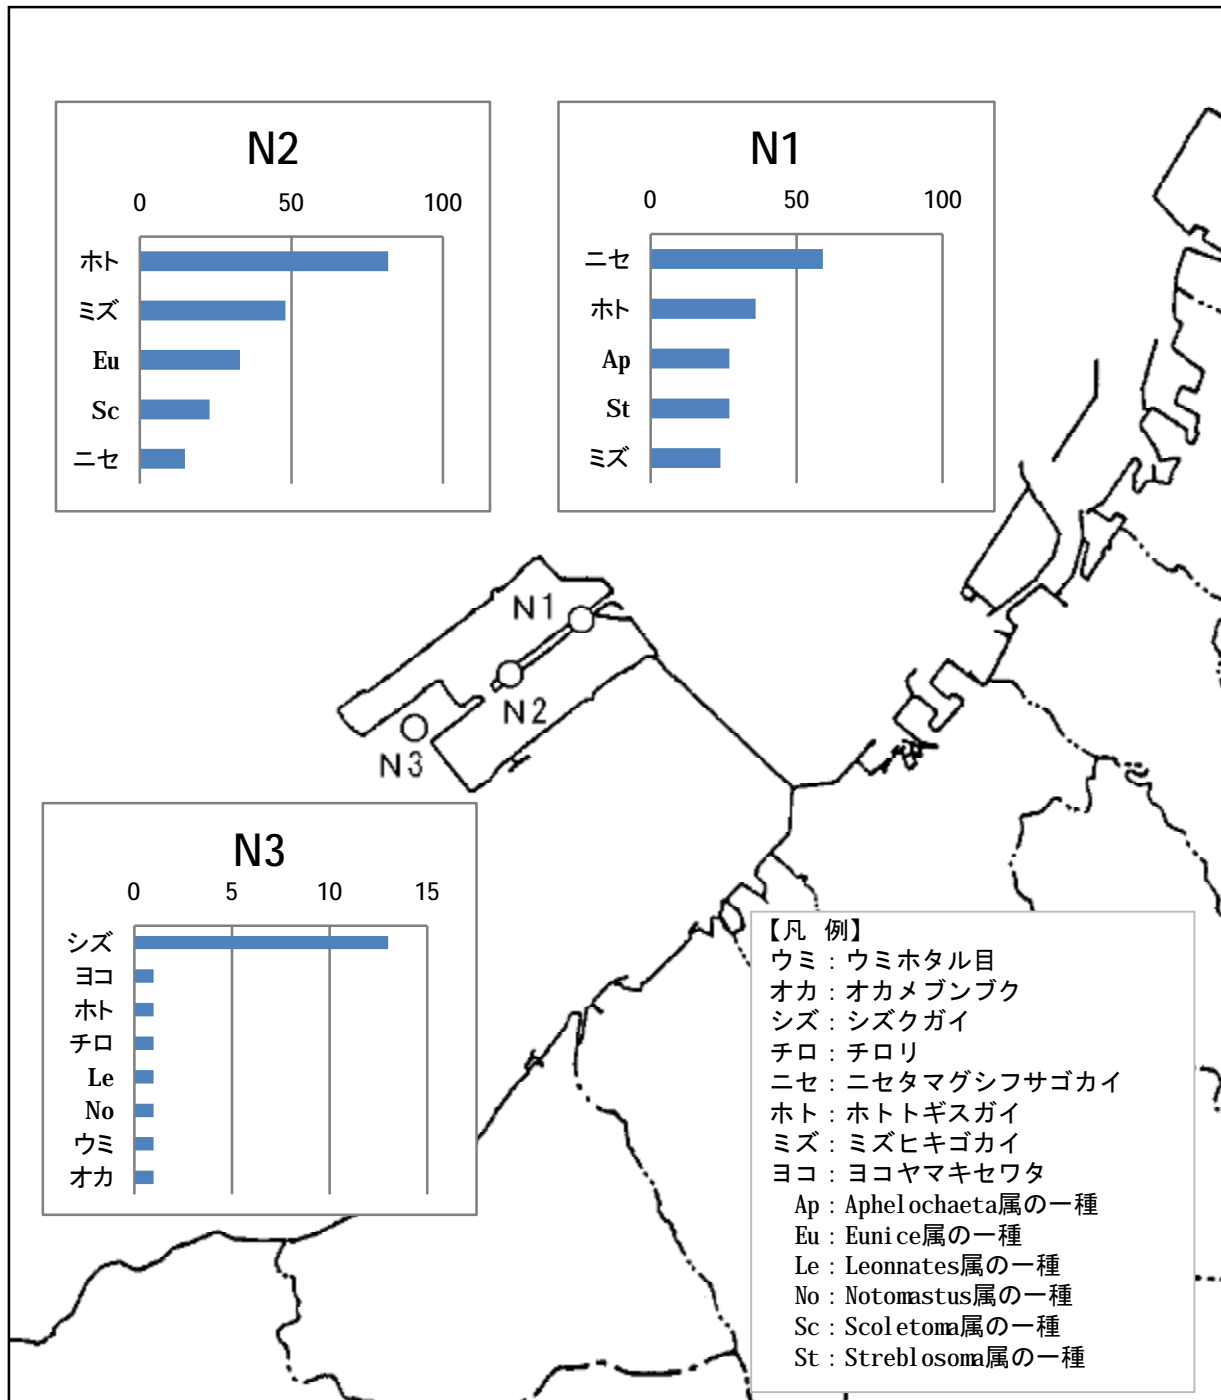 N2
0 50 100
ホト
ミズ
Eu
Sc
ニセ
N1
0 50 100
ニセ
ホト
Ap
St
ミズ
N1
N2
N3
N3
0 5 10 15
シズ
ヨコ
ホト
チロ
Le
No
ウミ
オカ
【凡 例】
ウミ：ウミホタル目
オカ：オカメブンブク
シズ：シズクガイ
チロ：チロリ
ニセ：ニセタマグシフサゴカイ
ホト：ホトトギスガイ
ミズ：ミズヒキゴカイ
ヨコ：ヨコヤマキセワタ
Ap：Aphelochaeta属の一種
Eu：Eunice属の一種
Le：Leonnates属の一種
No：Notomastus属の一種
Sc：Scoletoma属の一種
St：Streblosoma属の一種